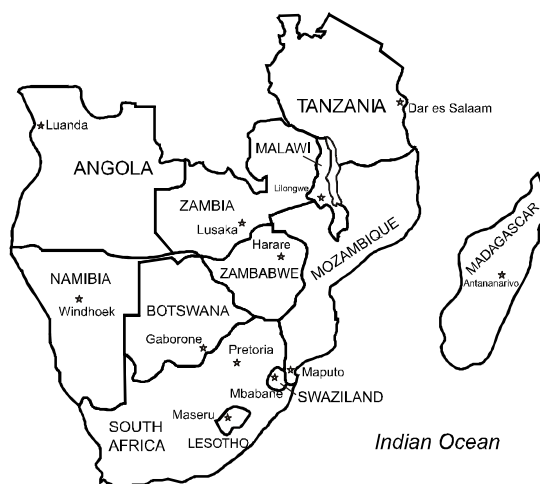 TANZANIA
Dar es Salaam
Luanda
MALAWI
ANGOLA
Lilongwe
ZAMBIA
Lusaka
MOZAMBIQUE
MADAGASCAR
Harare
ZAMBABWE
NAMIBIA
Antananarivo
Windhoek
BOTSWANA
Gaborone
Pretoria
Maputo
Mbabane
SWAZILAND
Maseru
SOUTH
AFRICA
LESOTHO
Indian Ocean